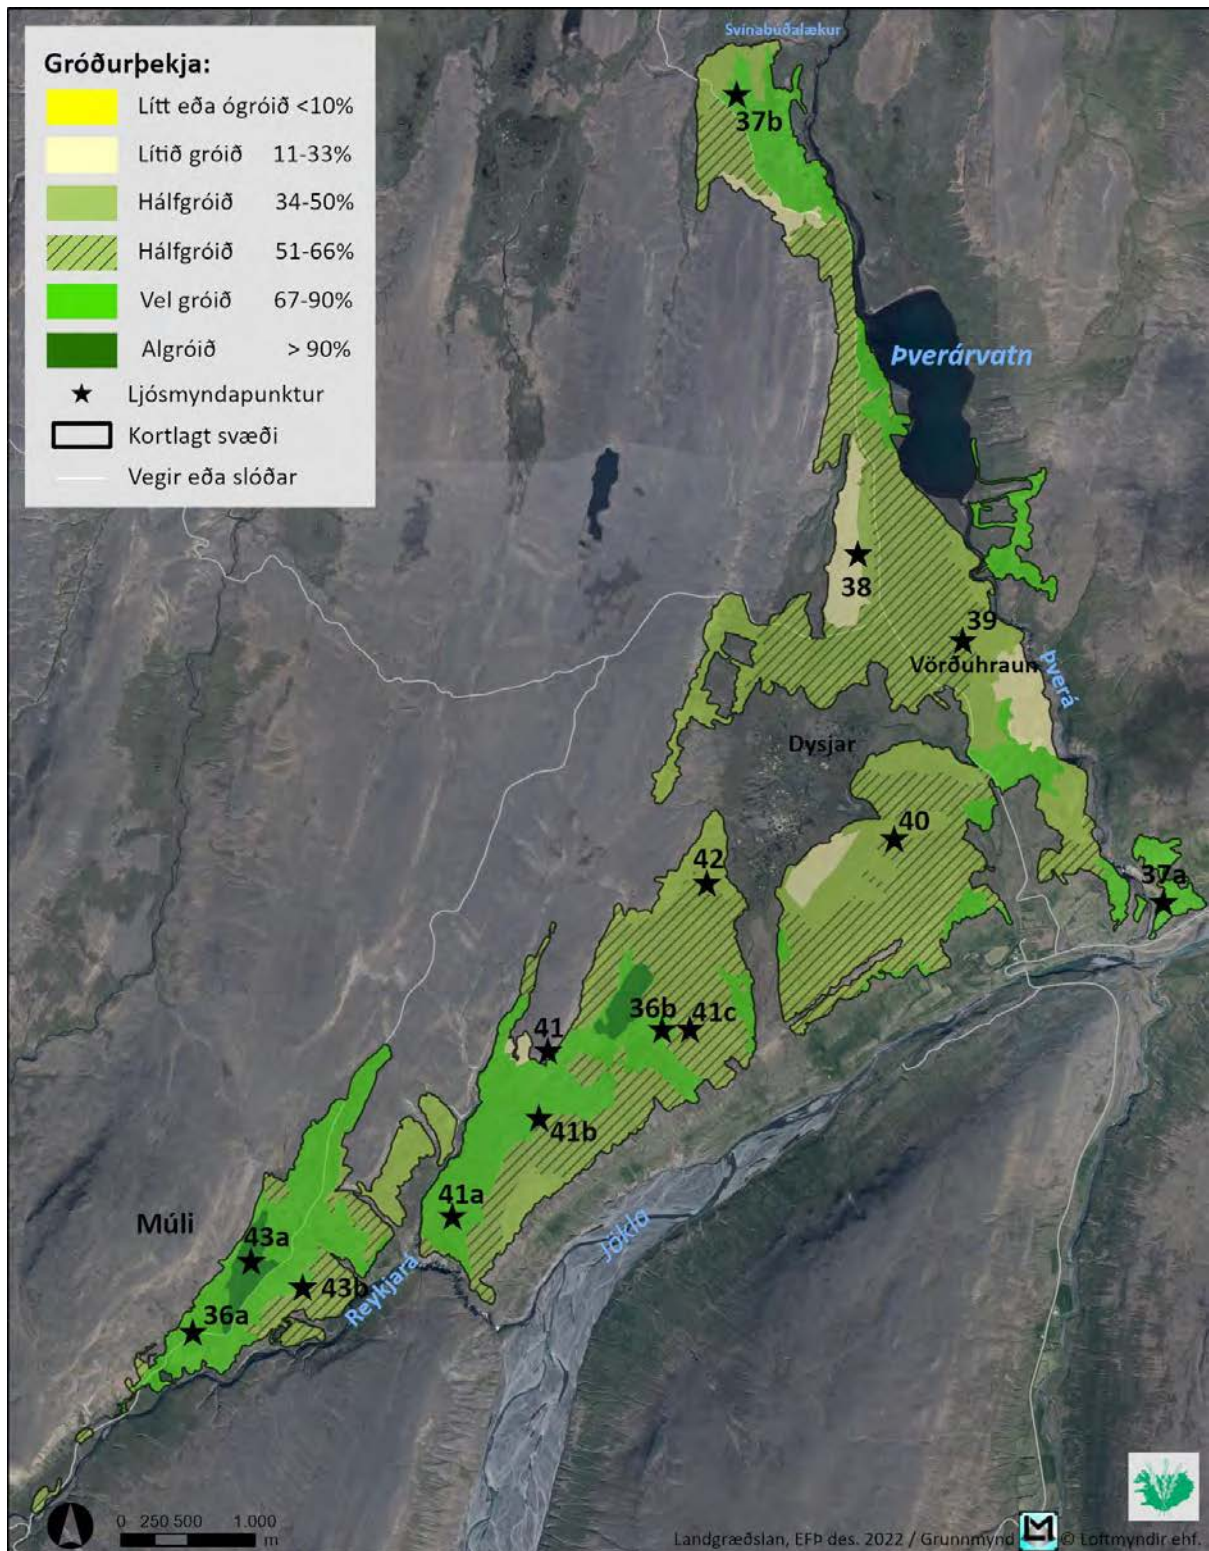 Svínabúðalækur
Gróðurþekja:
Lítt eða ógróið <10%
Lítið gróið 11-33%
Hálfgróið 34-50%
Hálfgróið 51-66%
Vel gróið 67-90%
Algróið > 90%
Ljósmyndapunktur
Kortlagt svæði
Vegir eða slóðar
37b
Þverárvatn
38
39
Vörðuhraun
Þverá
Dysjar
40
42
37a
36b
41c
41
41b
41a
Jökla
Múli
43a
43b
Reykjará
36a
0 250 500 1.000
m
Landgræðslan, EFÞ des. 2022 / Grunnmynd LM © Loftmyndir ehf.